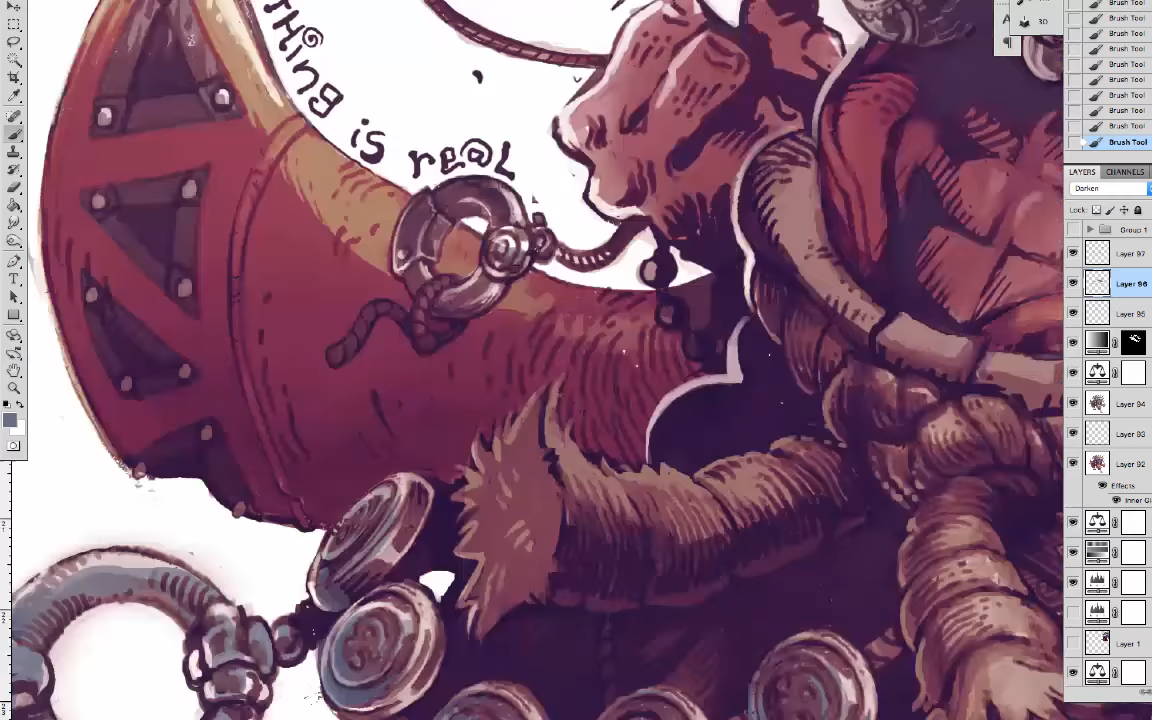 THiNG
is reaL
3D
Brush Tool
Brush Tool
Brush Tool
Brush Tool
Brush Tool
Brush Tool
Brush Tool
Brush Tool
Brush Tool
LAYERS CHANNELS
Darken
Lock:
Group 1
Layer 97
Layer 96
Layer 95
Layer 94
Layer 93
Layer 92
Effects
Inner Gl
Layer 1